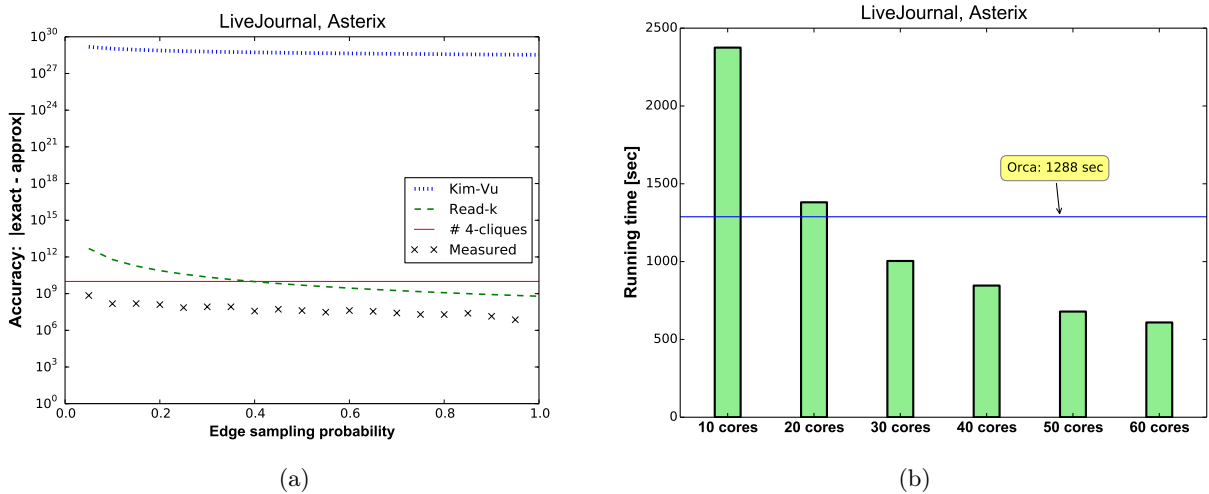 LiveJournal, Asterix
Accuracy: |exact - approx|
10^30
10^27
10^24
10^21
10^18
10^15
10^12
10^9
10^6
10^3
10^0
Kim-Vu
Read-k
# 4-cliques
Measured
0.0 0.2 0.4 0.6 0.8 1.0
Edge sampling probability
(a)
LiveJournal, Asterix
Running time [sec]
2500
2000
1500
1000
500
0
Orca: 1288 sec
10 cores 20 cores 30 cores 40 cores 50 cores 60 cores
(b)